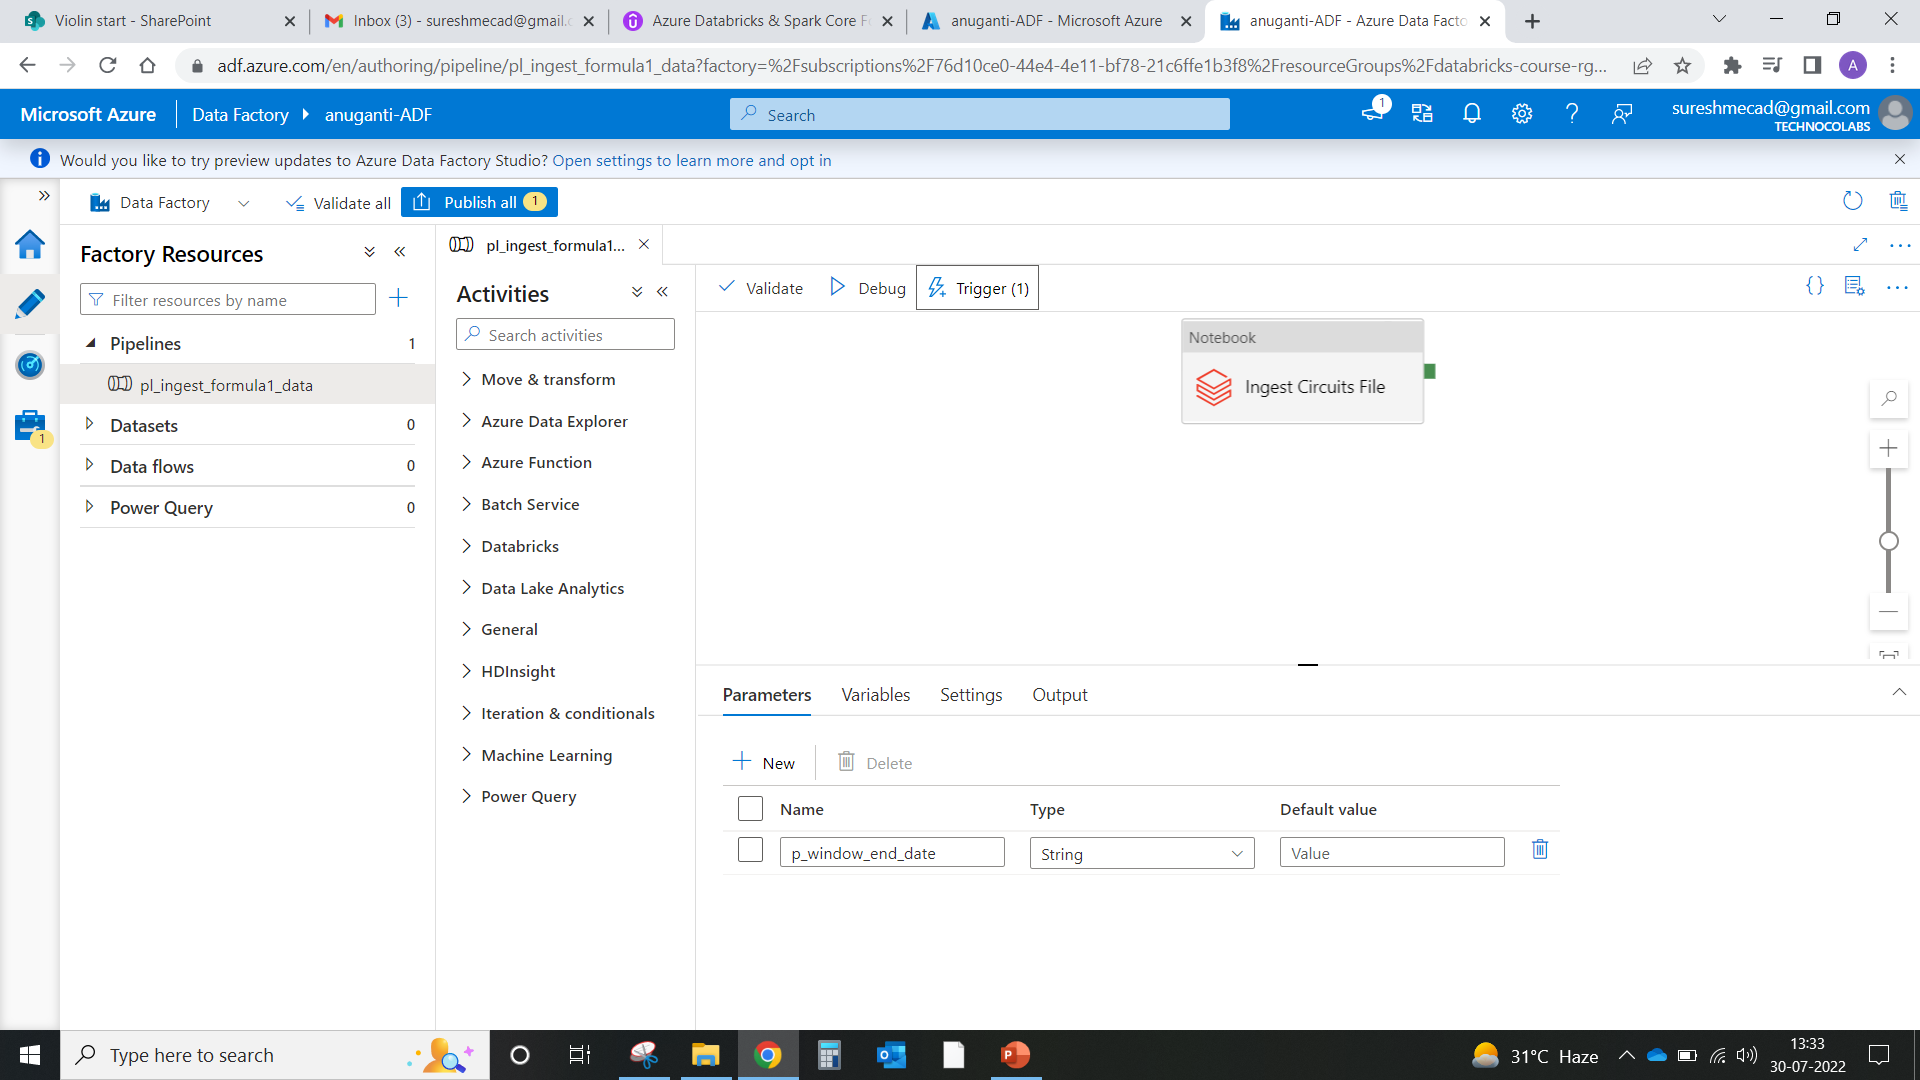 Violin start - SharePoint
Inbox (3) - sureshmecad@gmail.c
Azure Databricks & Spark Core Fo
anuganti-ADF - Microsoft Azure
anuganti-ADF - Azure Data Facto
adf.azure.com/en/authoring/pipeline/pl_ingest_formula1_data?factory=%2Fsubscriptions%2F76d10ce0-44e4-4e11-bf78-21c6ffe1b3f8%2FresourceGroups%2Fdatabricks-course-rg...
A
Microsoft Azure
Data Factory
anuganti-ADF
Search
1
sureshmecad@gmail.com
TECHNOCOLABS
Would you like to try preview updates to Azure Data Factory Studio? Open settings to learn more and opt in
Data Factory
Validate all
Publish all 1
Factory Resources
Filter resources by name
Pipelines 1
pl_ingest_formula1_data
Datasets 0
Data flows 0
Power Query 0
1
pl_ingest_formula1...
Activities
Search activities
Move & transform
Azure Data Explorer
Azure Function
Batch Service
Databricks
Data Lake Analytics
General
HDInsight
Iteration & conditionals
Machine Learning
Power Query
Validate
Debug
Trigger (1)
Notebook
Ingest Circuits File
Parameters
Variables
Settings
Output
New
Delete
Name
Type
Default value
p_window_end_date
String
Value
Type here to search
31°C Haze
13:33
30-07-2022